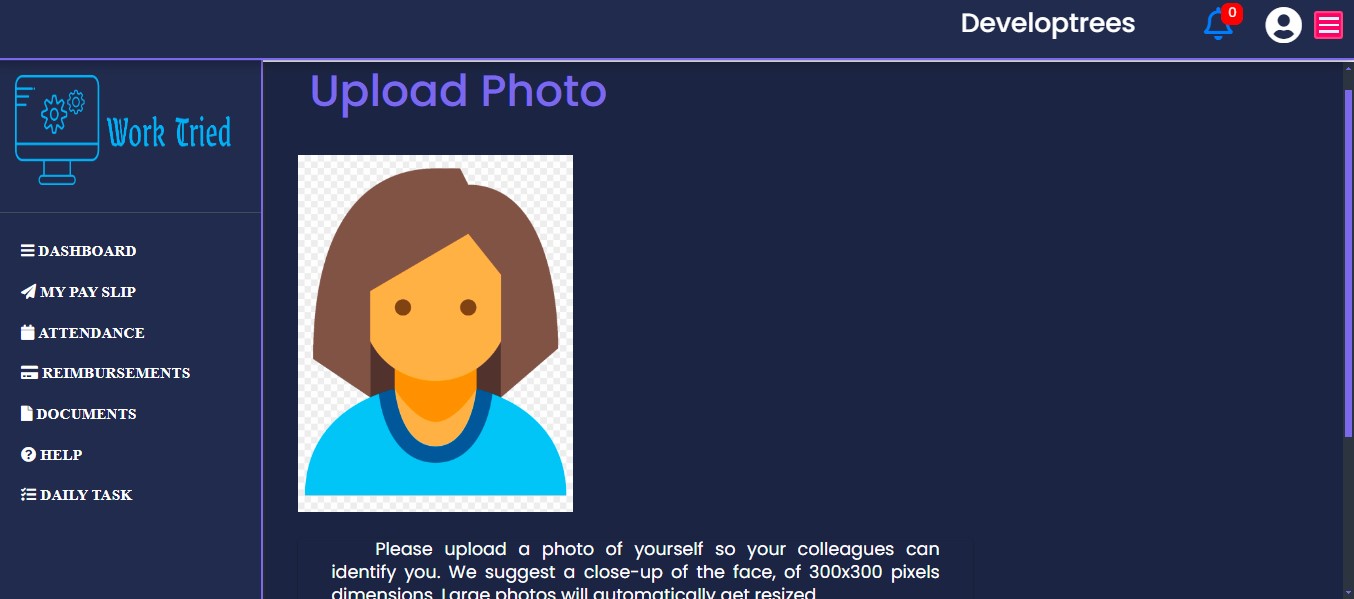 Developtrees
0
Work Tried
Upload Photo
DASHBOARD
MY PAY SLIP
ATTENDANCE
REIMBURSEMENTS
DOCUMENTS
HELP
DAILY TASK
Please upload a photo of yourself so your colleagues can
identify you. We suggest a close-up of the face, of 300x300 pixels
dimensions. Large photos will automatically get resized.